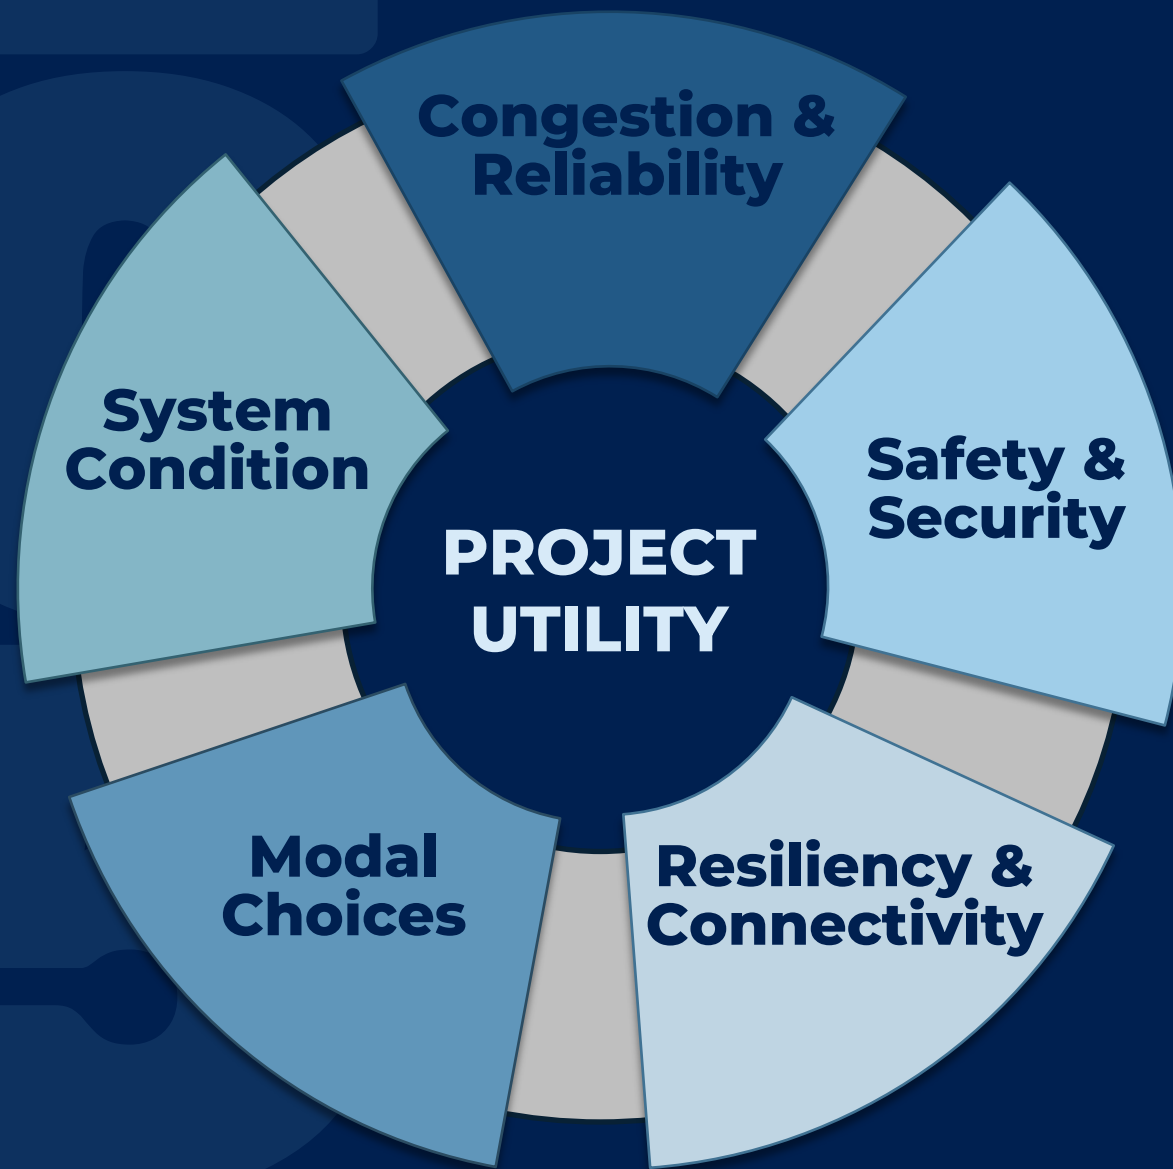 Congestion &
Reliability
System
Condition
Safety &
Security
PROJECT
UTILITY
Modal
Choices
Resiliency &
Connectivity